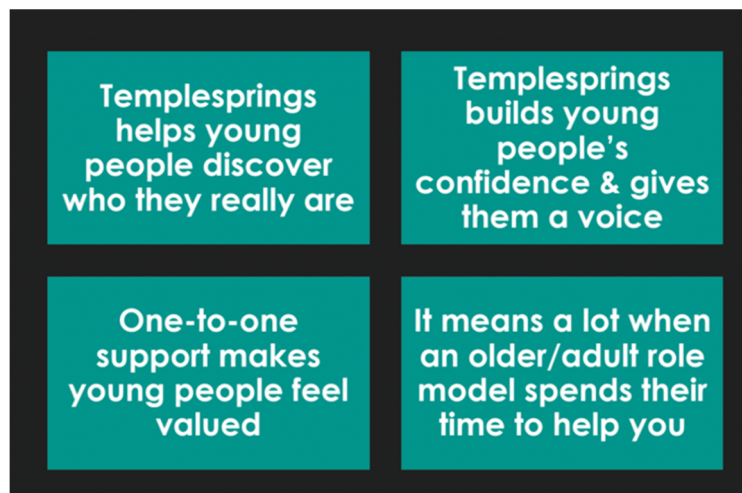 Templesprings
helps young
people discover
who they really are
Templesprings
builds young
people’s
confidence & gives
them a voice
One-to-one
support makes
young people feel
valued
It means a lot when
an older/adult role
model spends their
time to help you